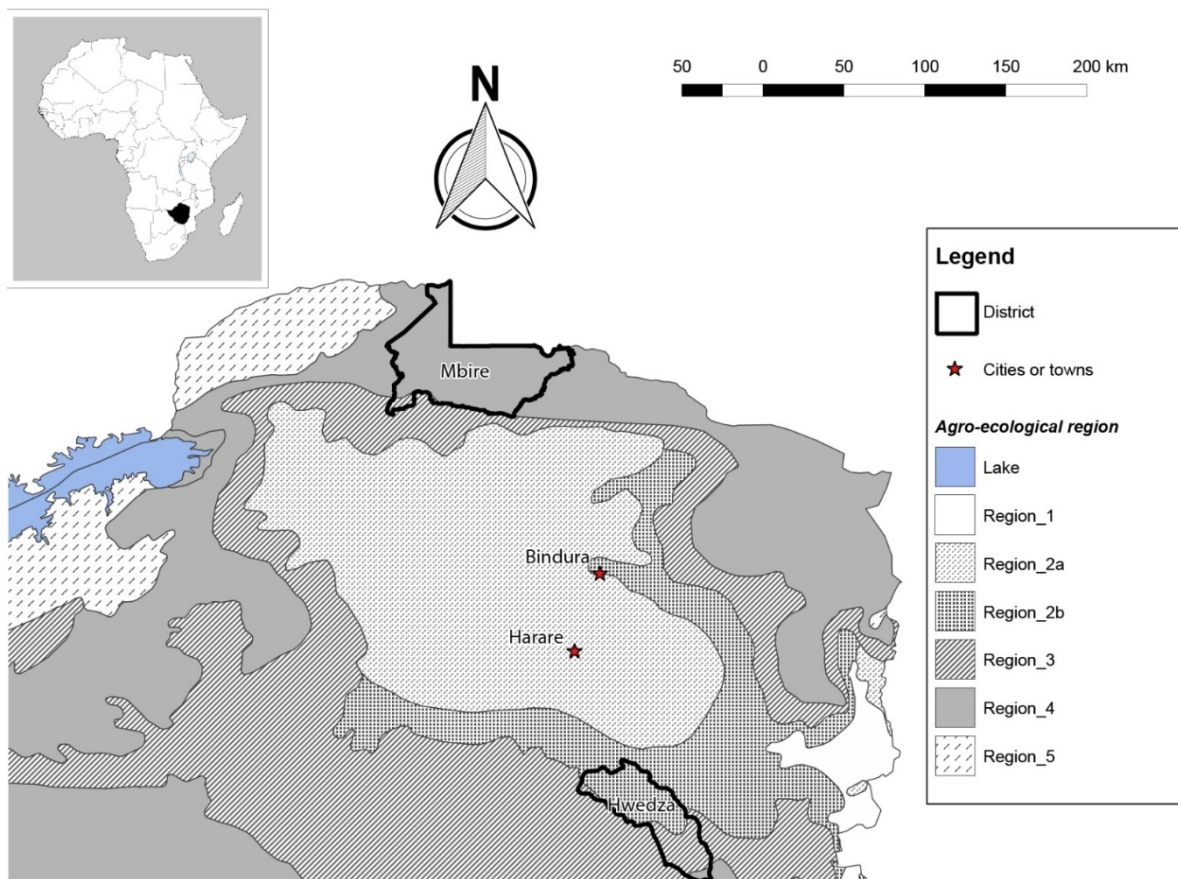 N
50 0 50 100 150 200 km
Legend
District
Cities or towns
Agro-ecological region
Lake
Region_1
Region_2a
Region_2b
Region_3
Region_4
Region_5
Mbire
Bindura
Harare
Hwedza